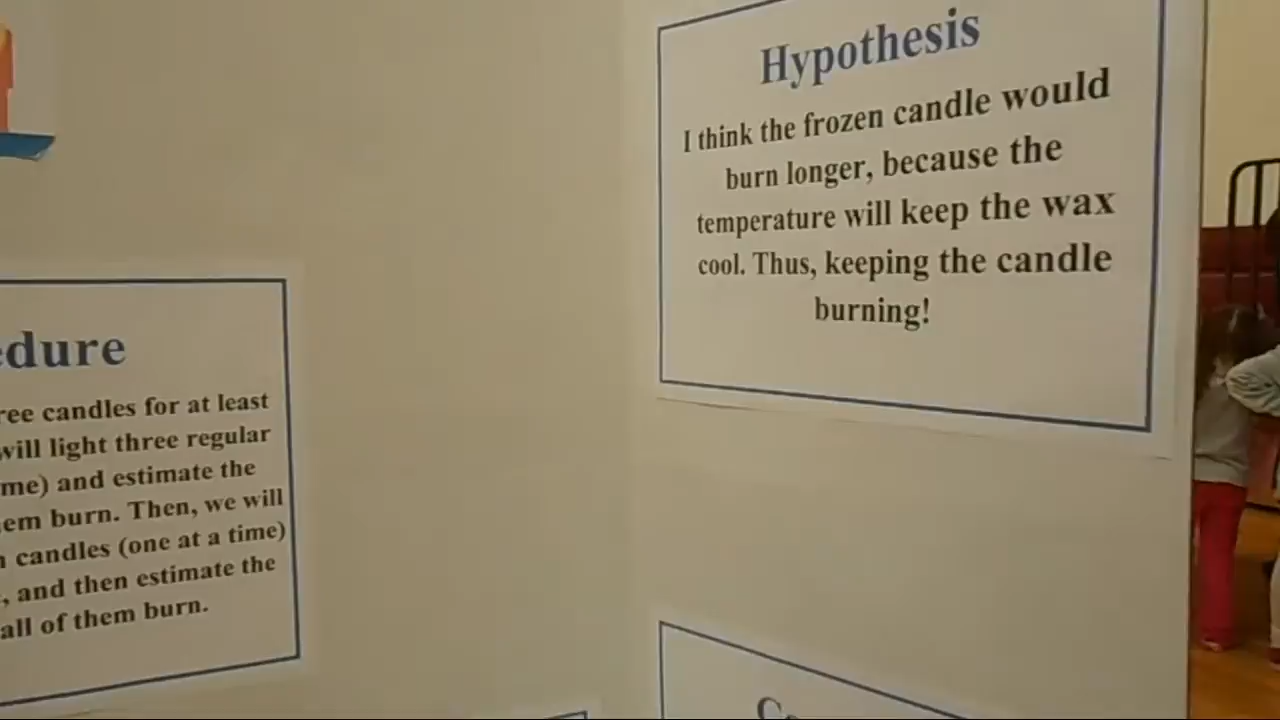 edure
ree candles for at least
will light three regular
me) and estimate the
em burn. Then, we will
candles (one at a time)
, and then estimate the
all of them burn.
Hypothesis
I think the frozen candle would
burn longer, because the
temperature will keep the wax
cool. Thus, keeping the candle
burning!